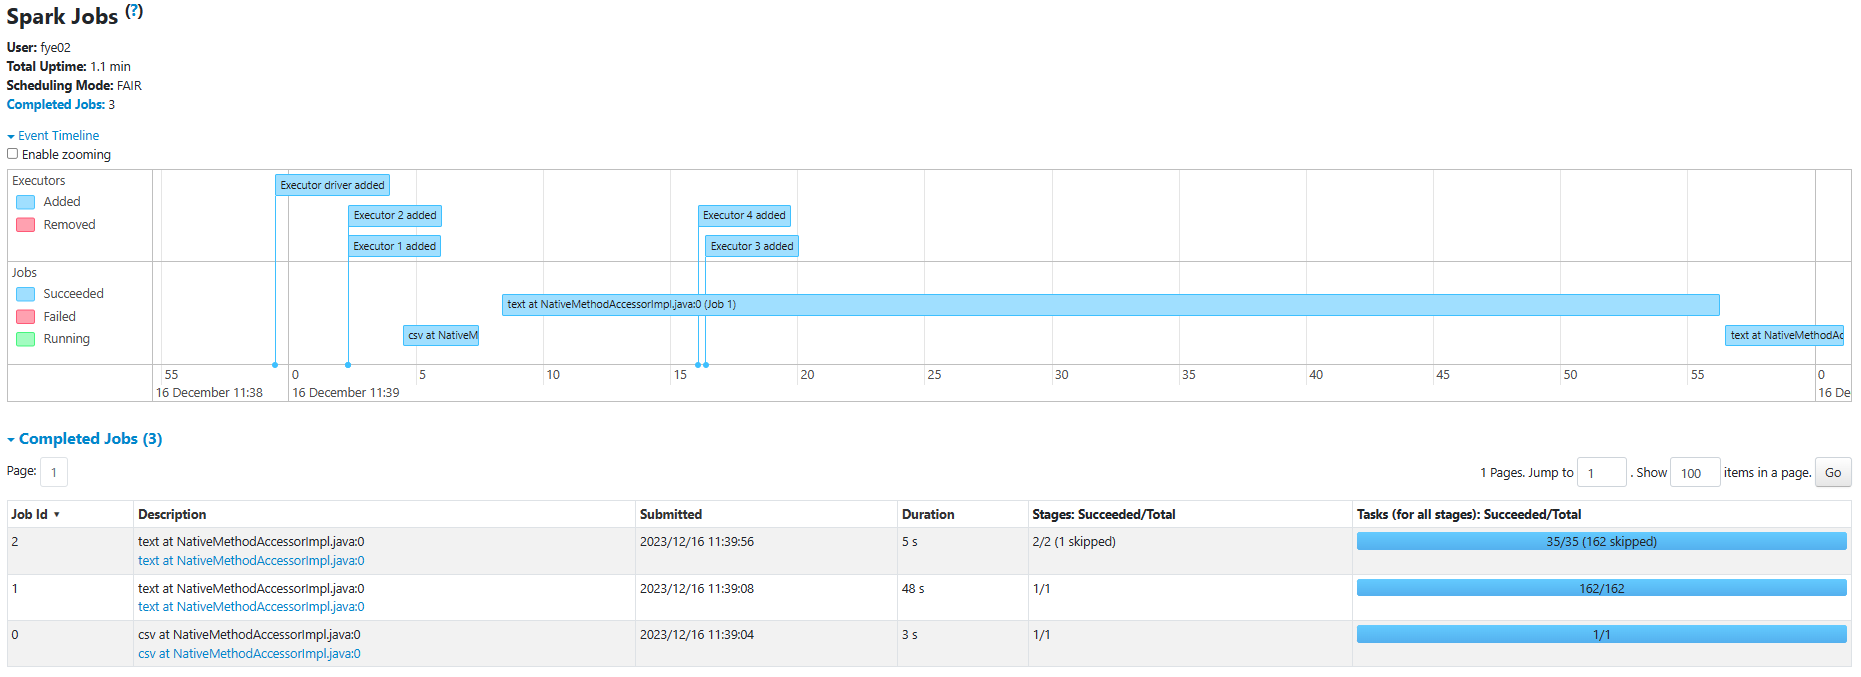 Spark Jobs (?)
User: fye02
Total Uptime: 1.1 min
Scheduling Mode: FAIR
Completed Jobs: 3
Event Timeline
Enable zooming
Executors
Added
Removed
Executor driver added
Executor 2 added
Executor 1 added
Executor 4 added
Executor 3 added
Jobs
Succeeded
Failed
Running
text at NativeMethodAccessorImpl.java:0 (Job 1)
csv at NativeM
text at NativeMethodAc
55 0 5 10 15 20 25 30 35 40 45 50 55 0
16 December 11:38 16 December 11:39 16 De
Completed Jobs (3)
Page: 1
1 Pages. Jump to 1 . Show 100 items in a page. Go
Job Id ▾ Description Submitted Duration Stages: Succeeded/Total Tasks (for all stages): Succeeded/Total
2 text at NativeMethodAccessorImpl.java:0 2023/12/16 11:39:56 5 s 2/2 (1 skipped) 35/35 (162 skipped)
text at NativeMethodAccessorImpl.java:0
1 text at NativeMethodAccessorImpl.java:0 2023/12/16 11:39:08 48 s 1/1 162/162
text at NativeMethodAccessorImpl.java:0
0 csv at NativeMethodAccessorImpl.java:0 2023/12/16 11:39:04 3 s 1/1 1/1
csv at NativeMethodAccessorImpl.java:0